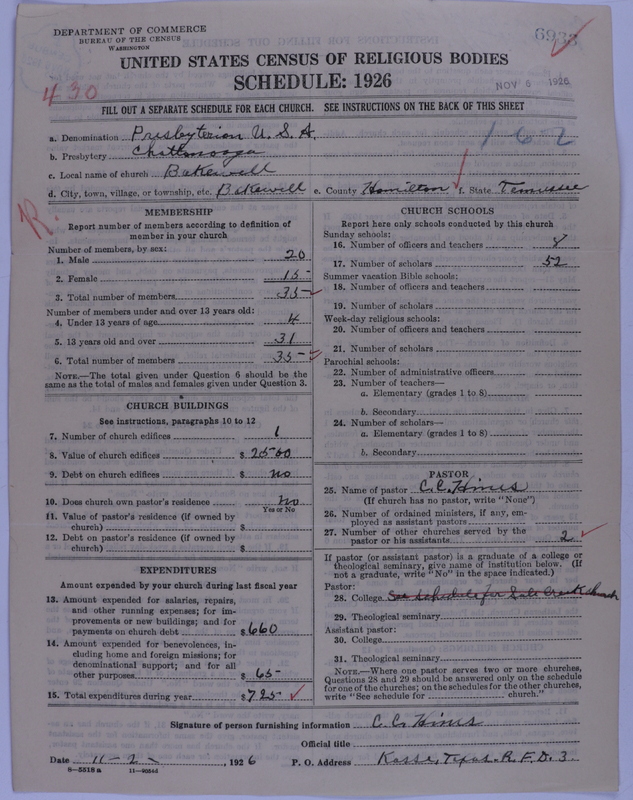 DEPARTMENT OF COMMERCE
BUREAU OF THE CENSUS
WASHINGTON
6933
UNITED STATES CENSUS OF RELIGIOUS BODIES
SCHEDULE: 1926
NOV 6 1926
430
FILL OUT A SEPARATE SCHEDULE FOR EACH CHURCH. SEE INSTRUCTIONS ON THE BACK OF THIS SHEET
a. Denomination Presbyterian U.S.A.
1-6-2
b. Presbytery Chattanooga
c. Local name of church Bakewell
d. City, town, village, or township, etc. Bakewell e. County Hamilton f. State Tennessee
R.
MEMBERSHIP
Report number of members according to definition of
member in your church
Number of members, by sex:
1. Male 20
2. Female 15
3. Total number of members 35
Number of members under and over 13 years old:
4. Under 13 years of age 4
5. 13 years old and over 31
6. Total number of members 35
NOTE.—The total given under Question 6 should be the
same as the total of males and females given under Question 3.
CHURCH BUILDINGS
See instructions, paragraphs 10 to 12
7. Number of church edifices 1
8. Value of church edifices $ 2500
9. Debt on church edifices $ no
10. Does church own pastor's residence no
Yes or No
11. Value of pastor's residence (if owned by
church) $
12. Debt on pastor's residence (if owned by
church) $
EXPENDITURES
Amount expended by your church during last fiscal year
13. Amount expended for salaries, repairs,
and other running expenses; for im-
provements or new buildings; and for
payments on church debt $ 660
14. Amount expended for benevolences, in-
cluding home and foreign missions; for
denominational support; and for all
other purposes $ 65
15. Total expenditures during year $ 725
CHURCH SCHOOLS
Report here only schools conducted by this church
Sunday schools:
16. Number of officers and teachers 8
17. Number of scholars 52
Summer vacation Bible schools:
18. Number of officers and teachers
19. Number of scholars
Week-day religious schools:
20. Number of officers and teachers
21. Number of scholars
Parochial schools:
22. Number of administrative officers
23. Number of teachers—
a. Elementary (grades 1 to 8)
b. Secondary
24. Number of scholars—
a. Elementary (grades 1 to 8)
b. Secondary
PASTOR
25. Name of pastor C. C. Hines
(If church has no pastor, write "None")
26. Number of ordained ministers, if any, em-
ployed as assistant pastors
27. Number of other churches served by the
pastor or his assistants 2
If pastor (or assistant pastor) is a graduate of a college or
theological seminary, give name of institution below. (If
not a graduate, write "No" in the space indicated.)
Pastor:
28. College See schedule for Sale Creek Church
29. Theological seminary
Assistant pastor:
30. College
31. Theological seminary
NOTE.—Where one pastor serves two or more churches,
Questions 28 and 29 should be answered only on the schedule
for one of the churches; on the schedules for the other churches,
write "See schedule for church."
Signature of person furnishing information C. C. Hines
Official title
Date 11-2-, 1926 P. O. Address Kosse, Texas. R.F.D. 3.
8—5518 a 11—9054d